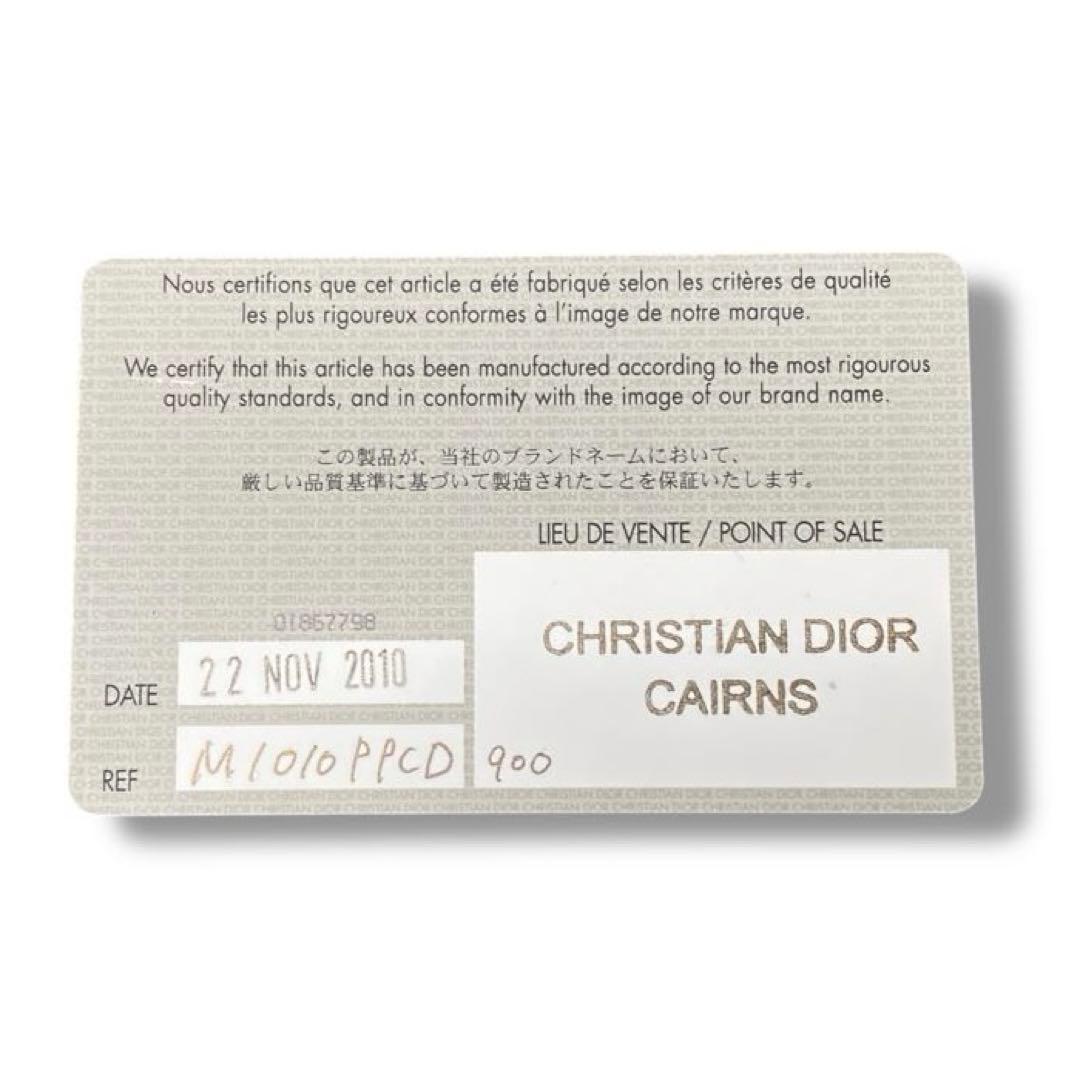 Nous certifions que cet article a été fabriqué selon les critères de qualité
les plus rigoureux conformes à l'image de notre marque.
We certify that this article has been manufactured according to the most rigourous
quality standards, and in conformity with the image of our brand name.
この製品が、当社のブランドネームにおいて、
厳しい品質基準に基づいて製造されたことを保証いたします。
LIEU DE VENTE / POINT OF SALE
CHRISTIAN DIOR
CAIRNS
01857798
DATE 22 NOV 2010
REF M1010PPCD 900